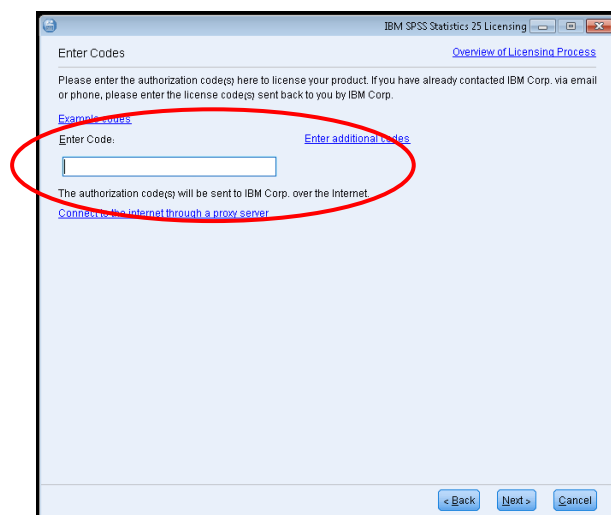 IBM SPSS Statistics 25 Licensing
Enter Codes
Overview of Licensing Process
Please enter the authorization code(s) here to license your product. If you have already contacted IBM Corp. via email
or phone, please enter the license code(s) sent back to you by IBM Corp.
Example codes
Enter Code:
Enter additional codes
The authorization code(s) will be sent to IBM Corp. over the Internet.
Connect to the internet through a proxy server
< Back
Next >
Cancel